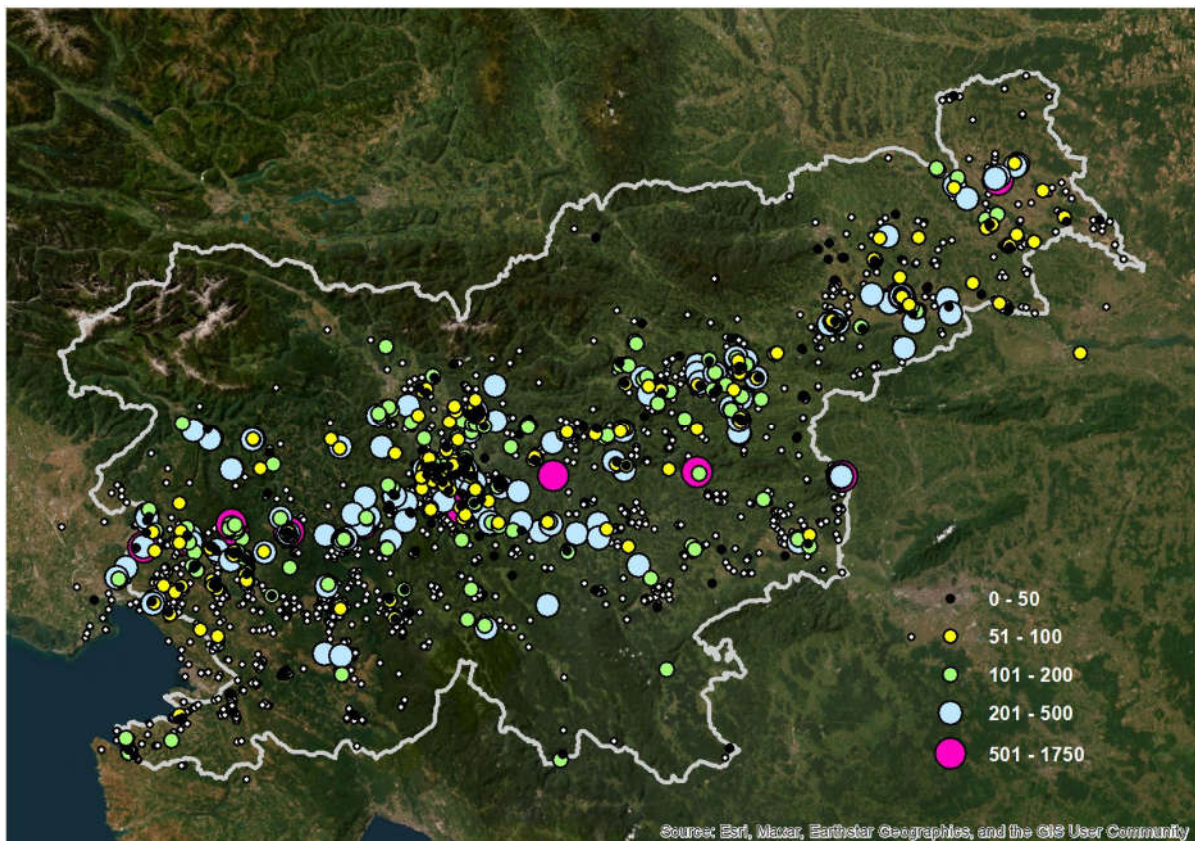 0 - 50
51 - 100
101 - 200
201 - 500
501 - 1750
Source: Esri, Maxar, Earthstar Geographics, and the GIS User Community